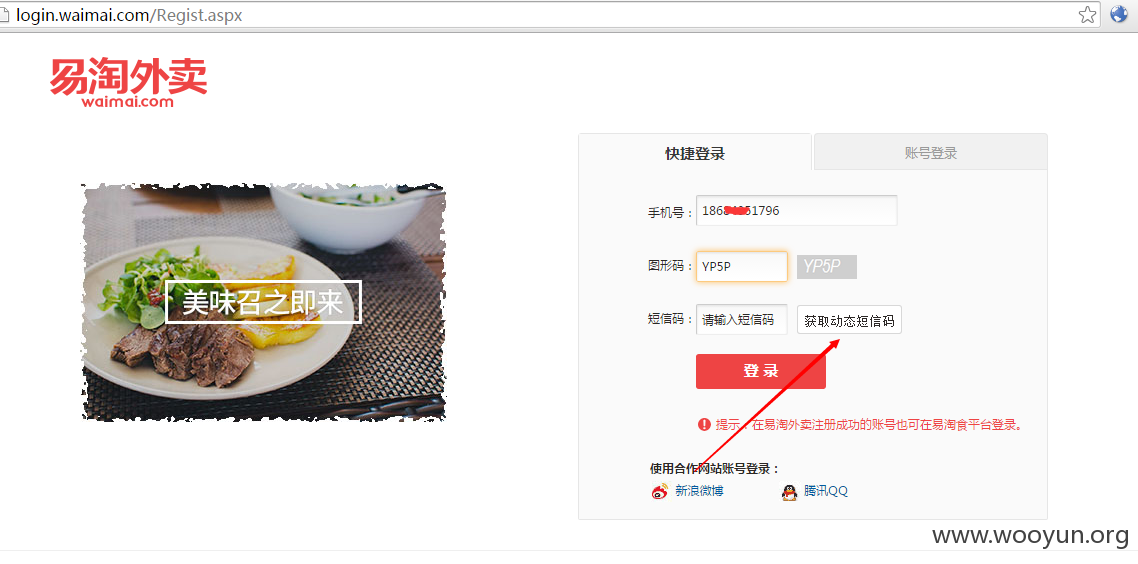 login.waimai.com/Regist.aspx
易淘外卖
waimai.com
快捷登录
账号登录
手机号：
图形码：
YP5P
YP5P
美味召之即来
短信码：
请输入短信码
获取动态短信码
登 录
提示：在易淘外卖注册成功的账号也可在易淘食平台登录。
使用合作网站账号登录：
新浪微博
腾讯QQ
www.wooyun.org